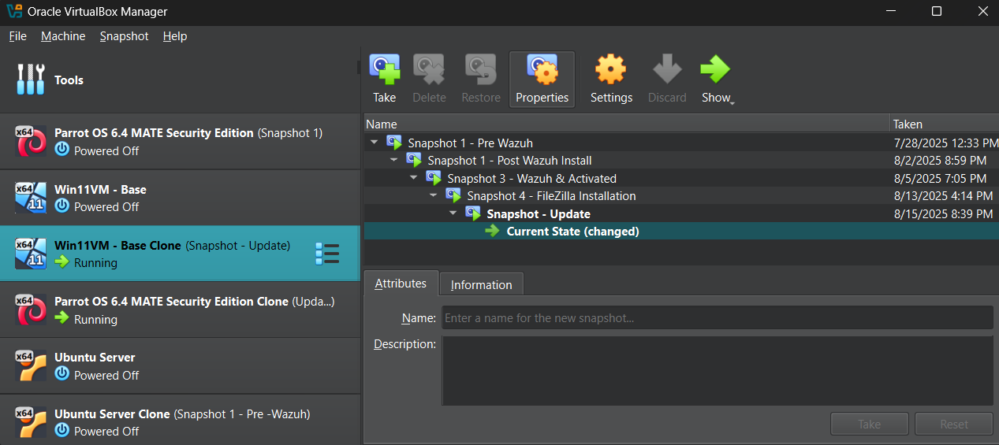 Oracle VirtualBox Manager
File Machine Snapshot Help
Tools
x64 Parrot OS 6.4 MATE Security Edition (Snapshot 1)
Powered Off
x64 Win11VM - Base
11 Powered Off
x64 Win11VM - Base Clone (Snapshot - Update)
11 Running
x64 Parrot OS 6.4 MATE Security Edition Clone (Upda...)
Running
x64 Ubuntu Server
Powered Off
x64 Ubuntu Server Clone (Snapshot 1 - Pre -Wazuh)
Powered Off
Take Delete Restore Properties Settings Discard Show
Name Taken
Snapshot 1 - Pre Wazuh 7/28/2025 12:33 PM
Snapshot 1 - Post Wazuh Install 8/2/2025 8:59 PM
Snapshot 3 - Wazuh & Activated 8/5/2025 7:05 PM
Snapshot 4 - FileZilla Installation 8/13/2025 4:14 PM
Snapshot - Update 8/15/2025 8:39 PM
Current State (changed)
Attributes Information
Name: Enter a name for the new snapshot...
Description:
Take Reset